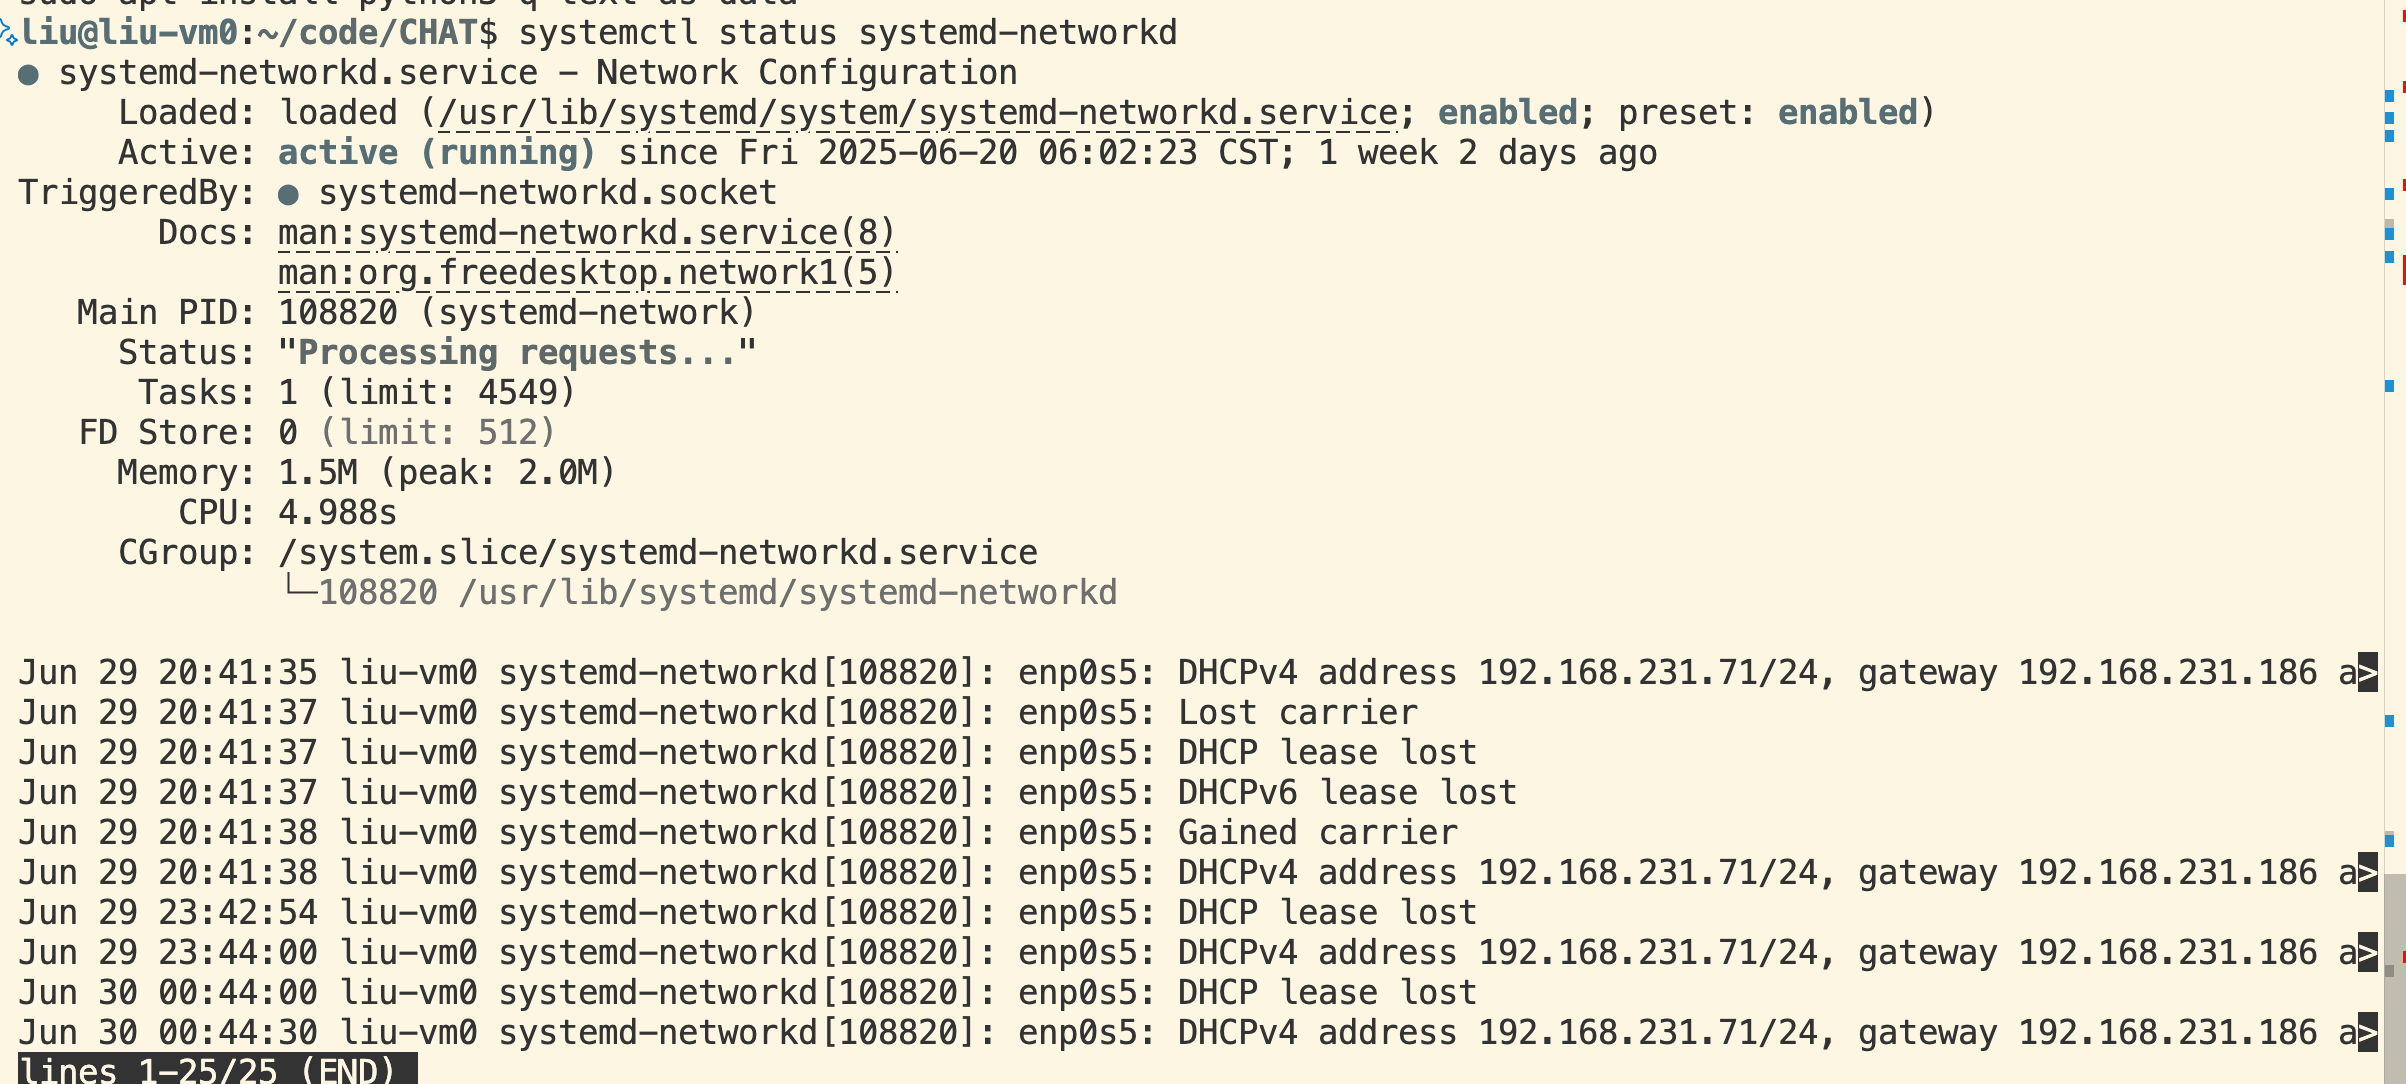 sudo apt install python3-q-text-as-data
liu@liu-vm0:~/code/CHAT$ systemctl status systemd-networkd
● systemd-networkd.service - Network Configuration
Loaded: loaded (/usr/lib/systemd/system/systemd-networkd.service; enabled; preset: enabled)
Active: active (running) since Fri 2025-06-20 06:02:23 CST; 1 week 2 days ago
TriggeredBy: ● systemd-networkd.socket
Docs: man:systemd-networkd.service(8)
man:org.freedesktop.network1(5)
Main PID: 108820 (systemd-network)
Status: "Processing requests..."
Tasks: 1 (limit: 4549)
FD Store: 0 (limit: 512)
Memory: 1.5M (peak: 2.0M)
CPU: 4.988s
CGroup: /system.slice/systemd-networkd.service
└─108820 /usr/lib/systemd/systemd-networkd
Jun 29 20:41:35 liu-vm0 systemd-networkd[108820]: enp0s5: DHCPv4 address 192.168.231.71/24, gateway 192.168.231.186 a>
Jun 29 20:41:37 liu-vm0 systemd-networkd[108820]: enp0s5: Lost carrier
Jun 29 20:41:37 liu-vm0 systemd-networkd[108820]: enp0s5: DHCP lease lost
Jun 29 20:41:37 liu-vm0 systemd-networkd[108820]: enp0s5: DHCPv6 lease lost
Jun 29 20:41:38 liu-vm0 systemd-networkd[108820]: enp0s5: Gained carrier
Jun 29 20:41:38 liu-vm0 systemd-networkd[108820]: enp0s5: DHCPv4 address 192.168.231.71/24, gateway 192.168.231.186 a>
Jun 29 23:42:54 liu-vm0 systemd-networkd[108820]: enp0s5: DHCP lease lost
Jun 29 23:44:00 liu-vm0 systemd-networkd[108820]: enp0s5: DHCPv4 address 192.168.231.71/24, gateway 192.168.231.186 a>
Jun 30 00:44:00 liu-vm0 systemd-networkd[108820]: enp0s5: DHCP lease lost
Jun 30 00:44:30 liu-vm0 systemd-networkd[108820]: enp0s5: DHCPv4 address 192.168.231.71/24, gateway 192.168.231.186 a>
lines 1-25/25 (END)